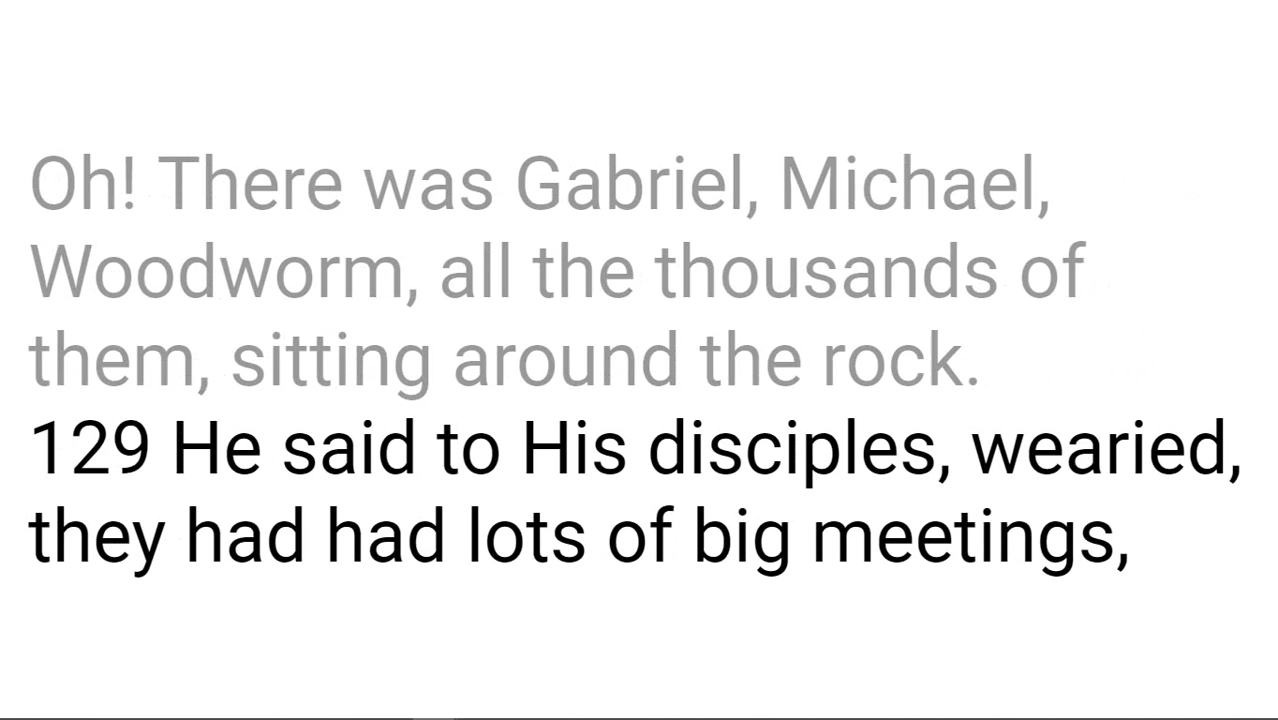 Oh! There was Gabriel, Michael,
Woodworm, all the thousands of
them, sitting around the rock.
129 He said to His disciples, wearied,
they had had lots of big meetings,